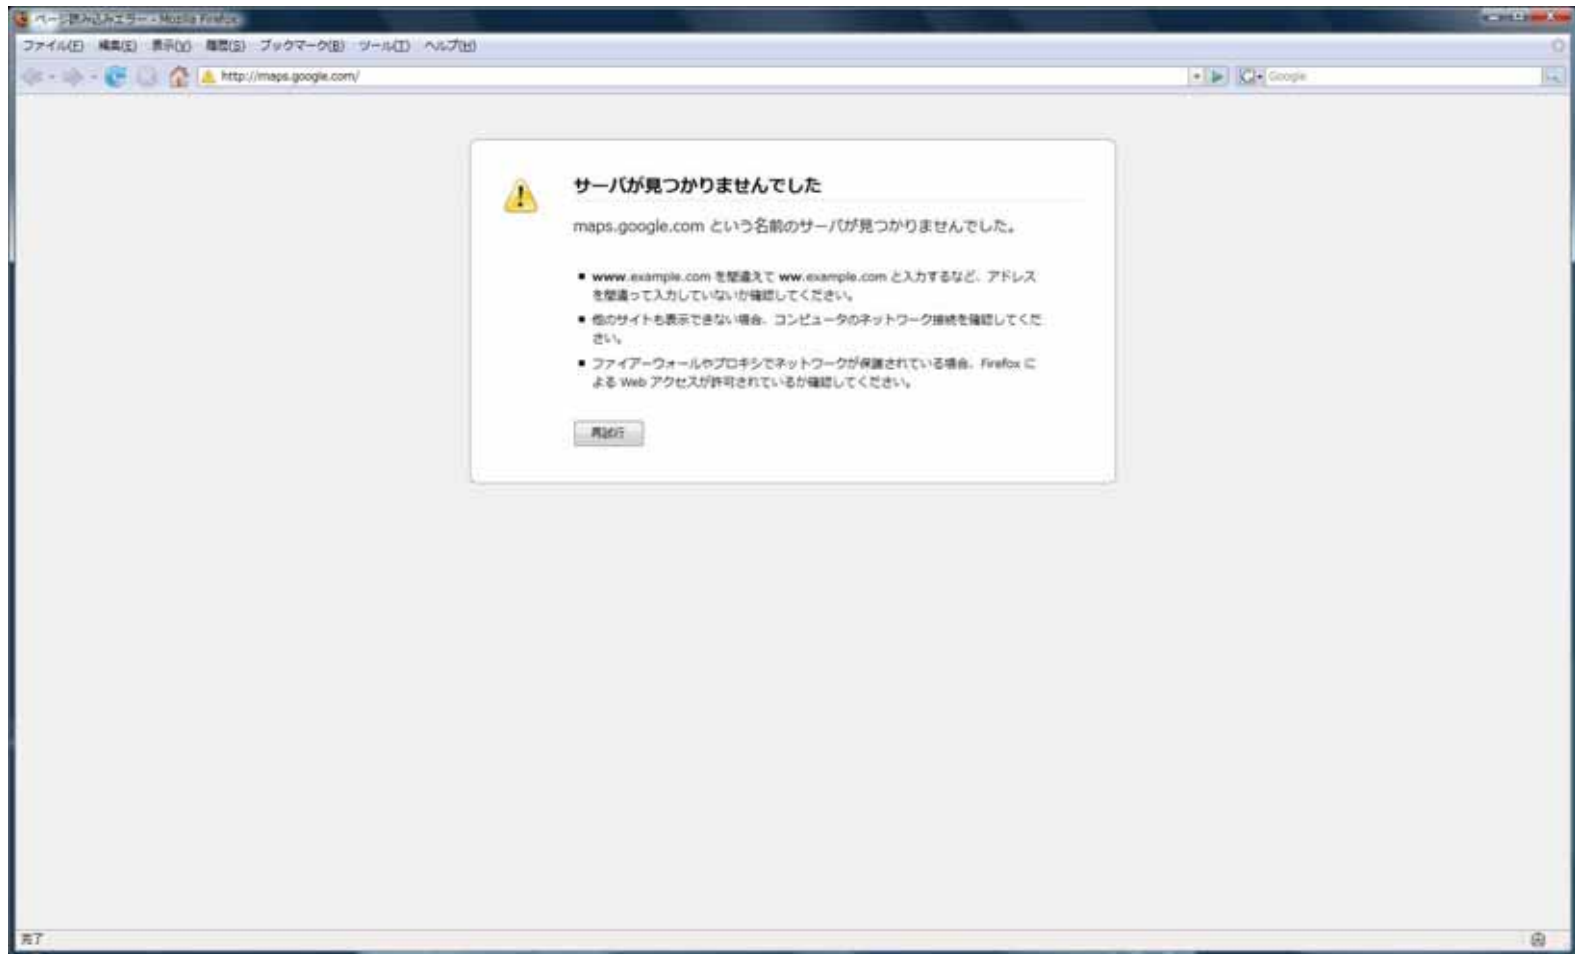 ページ読み込みエラー - Mozilla Firefox
ファイル(F) 編集(E) 表示(V) 履歴(S) ブックマーク(B) ツール(T) ヘルプ(H)
http://maps.google.com/ Google
サーバが見つかりませんでした
maps.google.com という名前のサーバが見つかりませんでした。
www.example.com を間違えて ww.example.com と入力するなど、アドレス
を間違って入力していないか確認してください。
他のサイトも表示できない場合、コンピュータのネットワーク接続を確認してくだ
さい。
ファイアーウォールやプロキシでネットワークが保護されている場合、Firefox に
よる Web アクセスが許可されているか確認してください。
再試行
完了